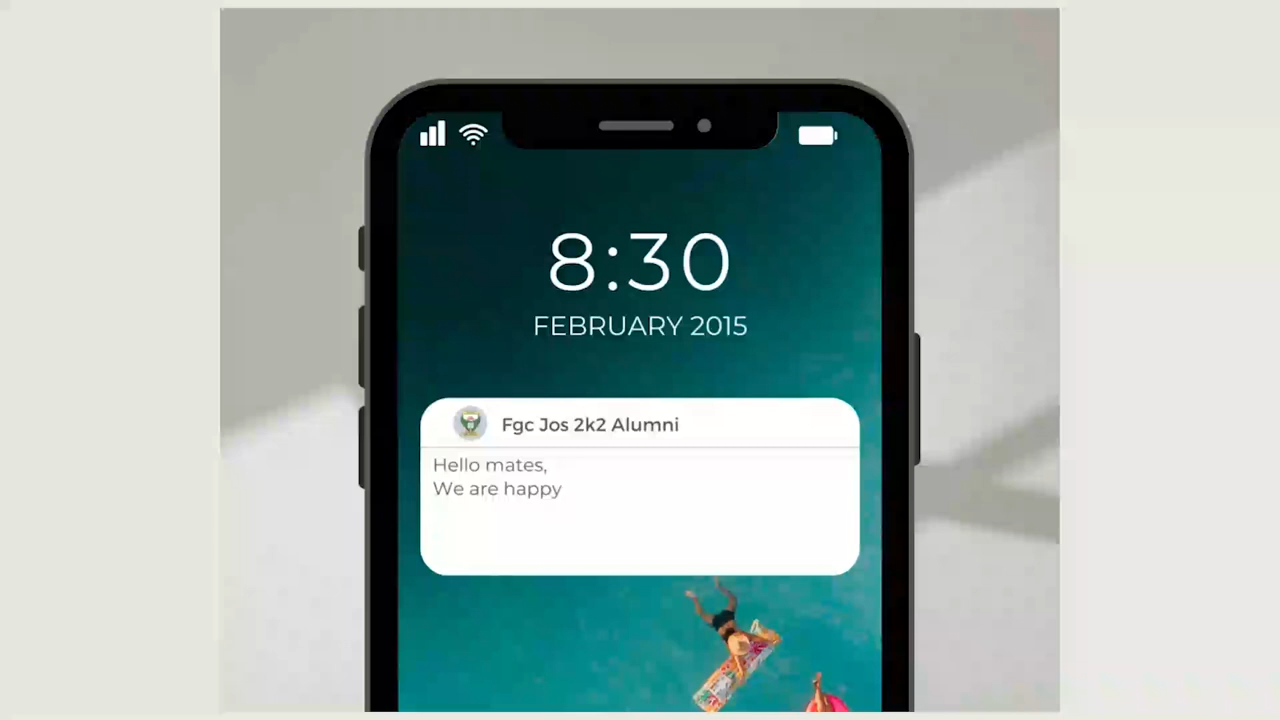 8:30
FEBRUARY 2015
Fgc Jos 2k2 Alumni
Hello mates,
We are happy